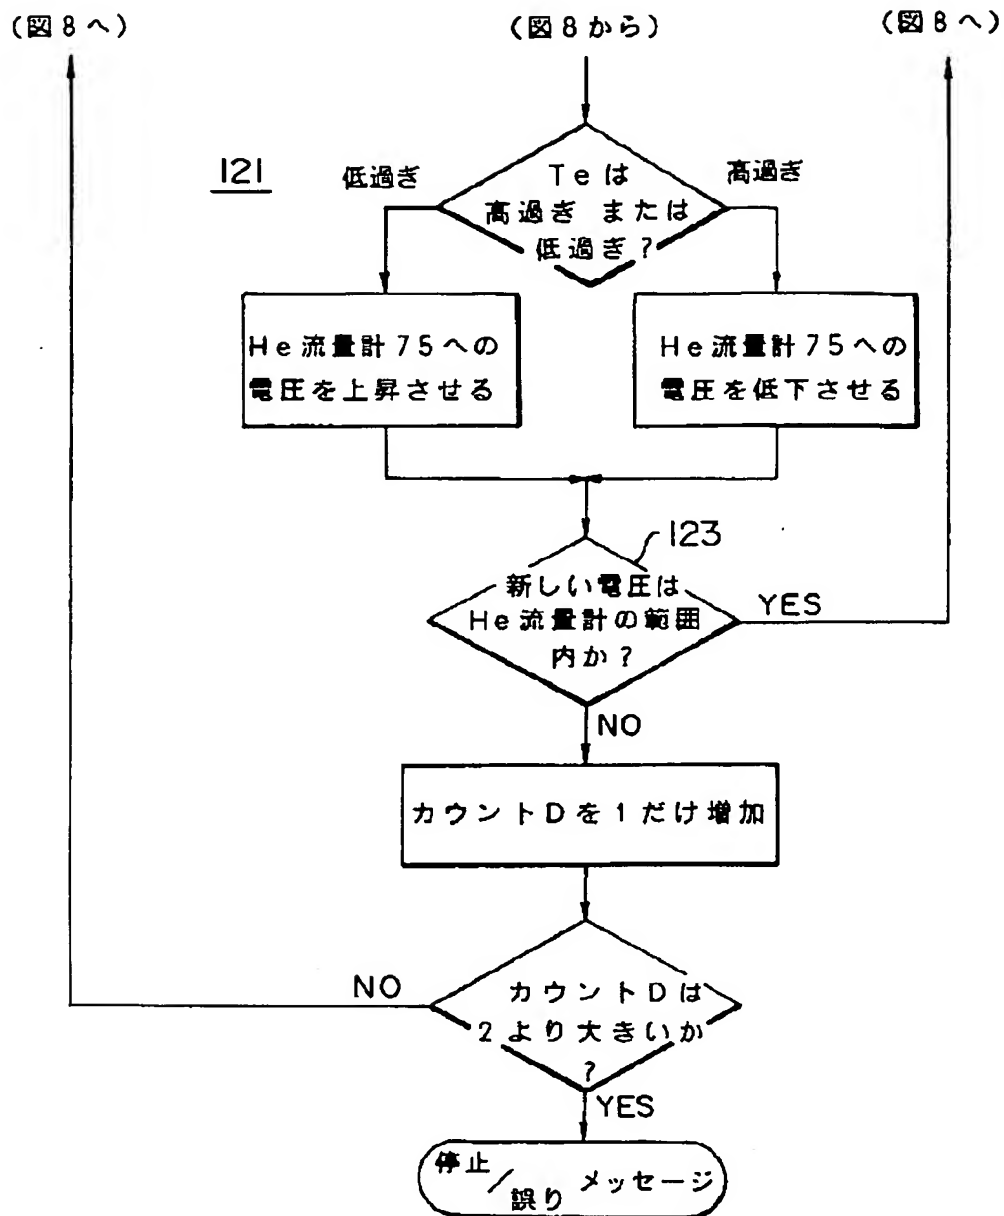 (図8へ)
(図8から)
(図8へ)
121
低過ぎ
Teは
高過ぎ または
低過ぎ?
高過ぎ
He流量計75への
電圧を上昇させる
He流量計75への
電圧を低下させる
123
新しい電圧は
He流量計の範囲
内か?
YES
NO
カウントDを1だけ増加
NO
カウントDは
2より大きいか
?
YES
停止/誤り メッセージ